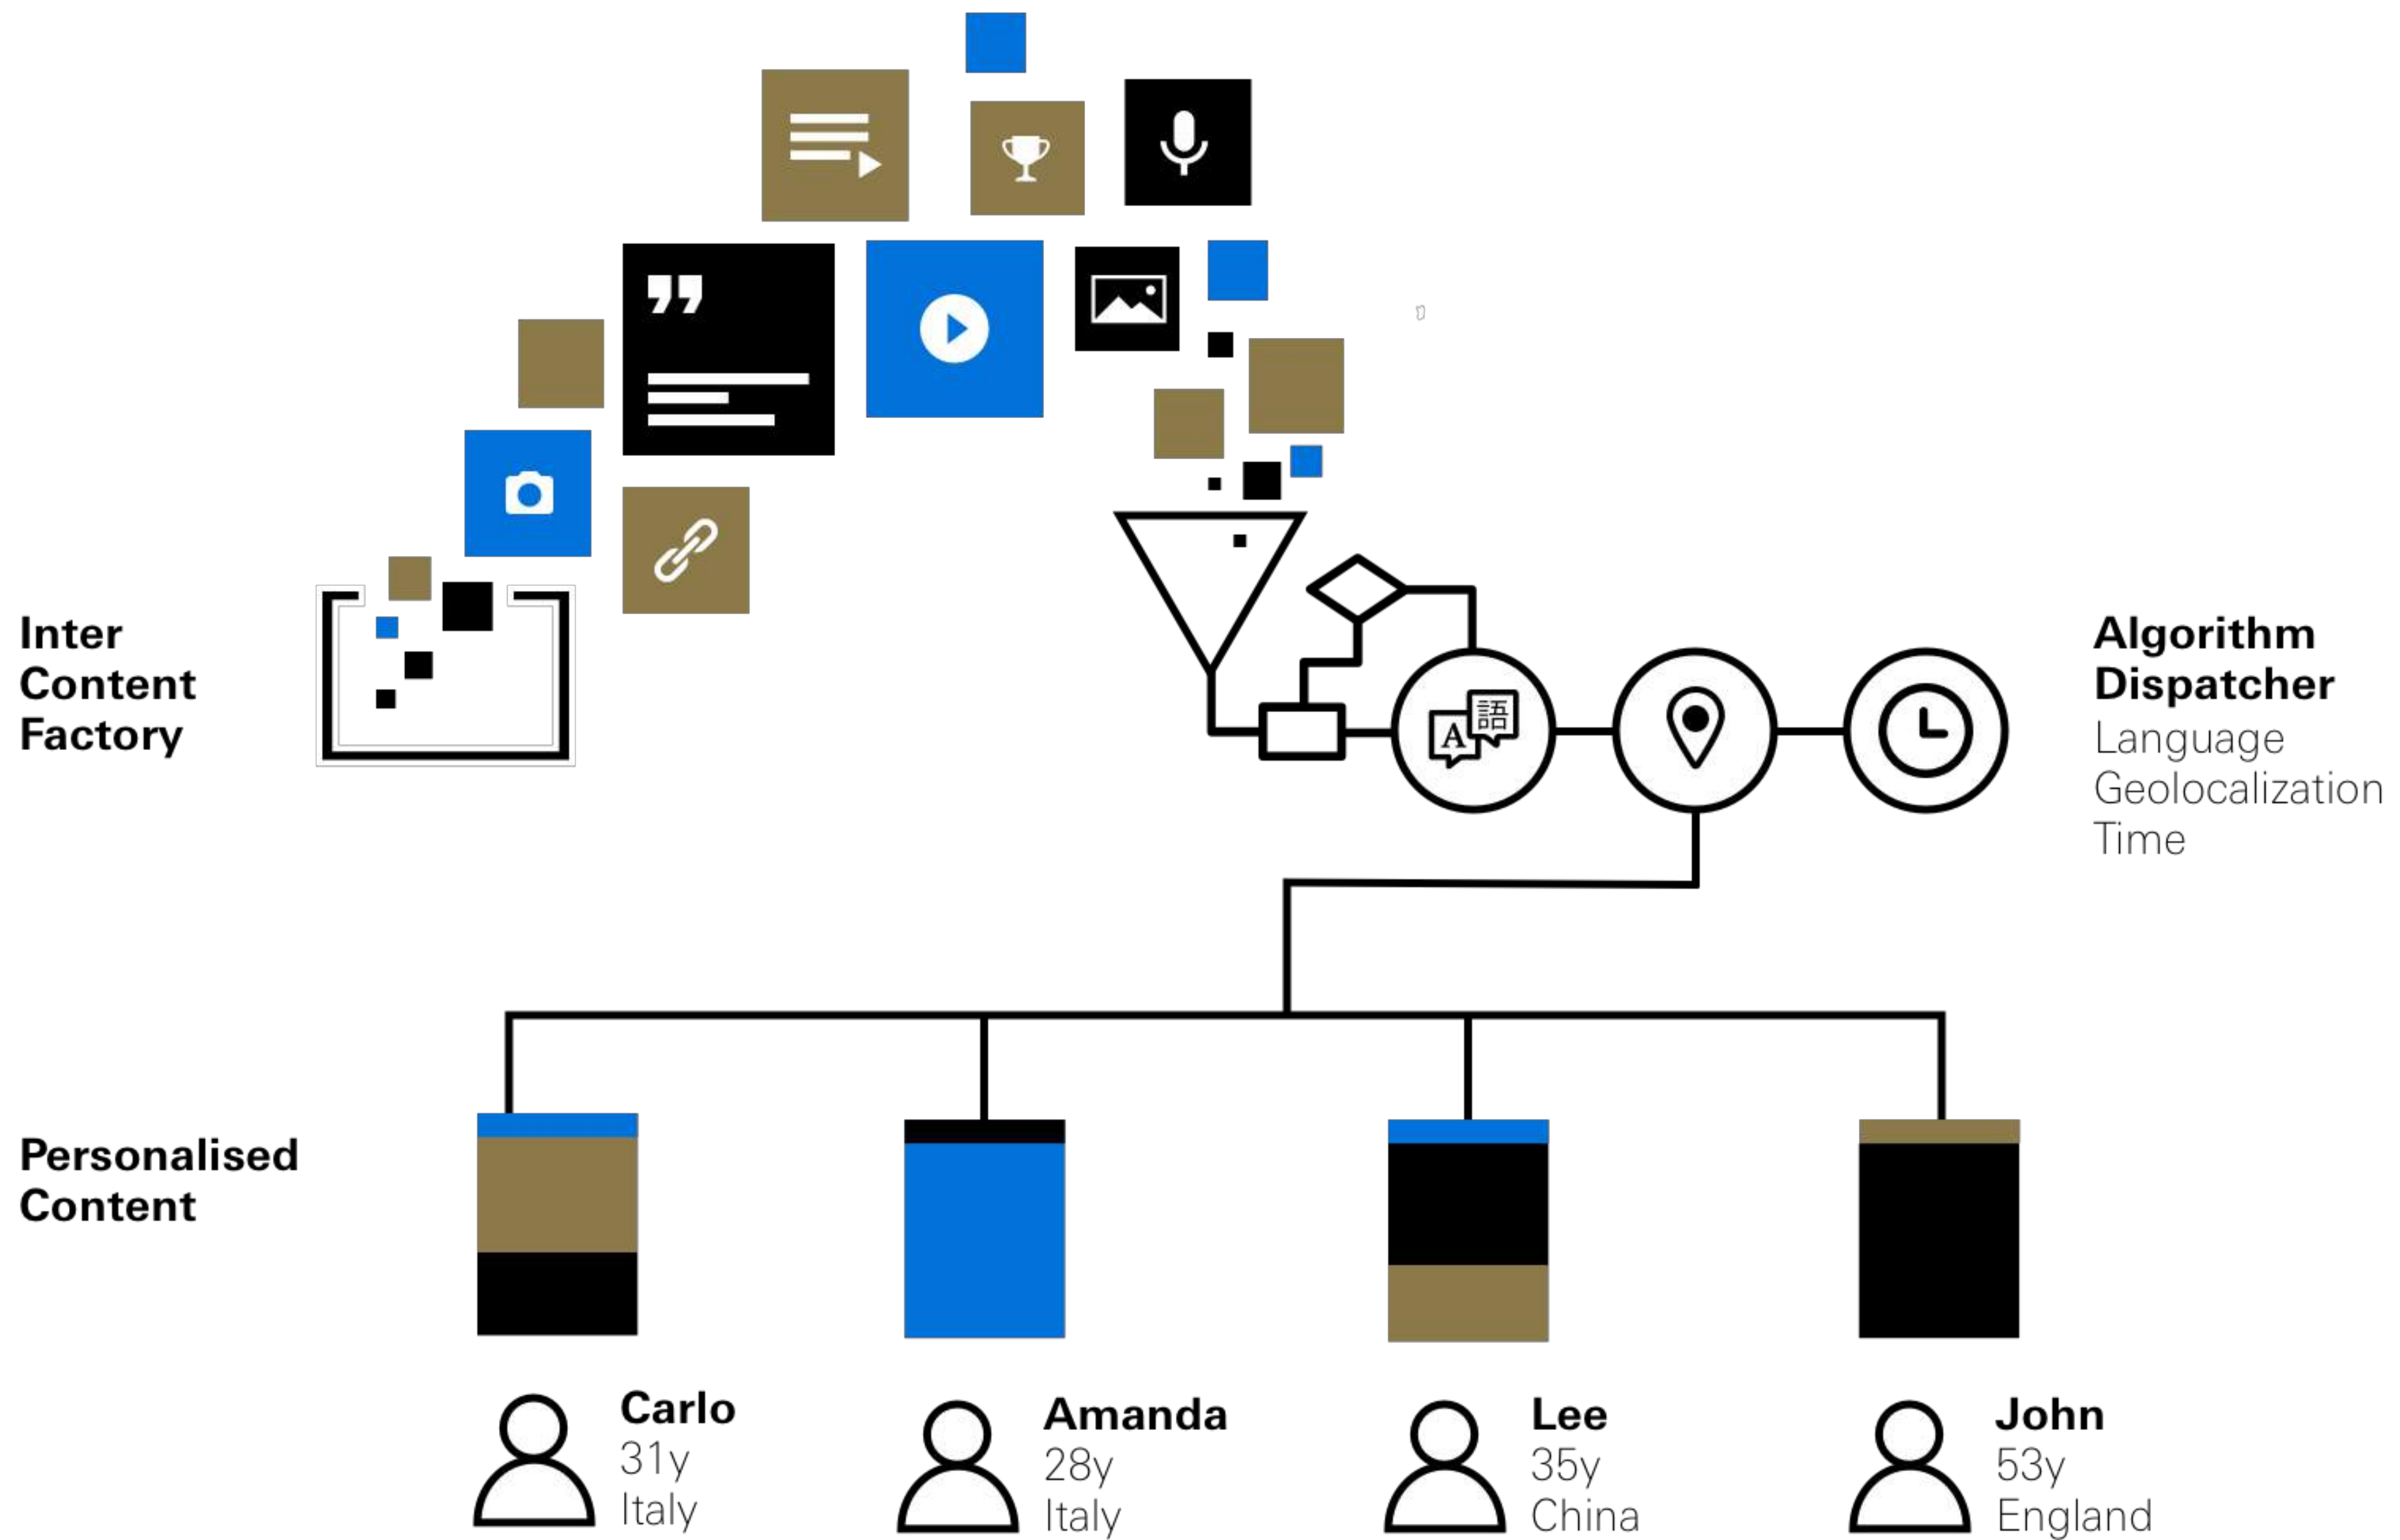 A
語
Inter
Content
Factory
Algorithm
Dispatcher
Language
Geolocalization
Time
Personalised
Content
Carlo
31y
Italy
Amanda
28y
Italy
Lee
35y
China
John
53y
England